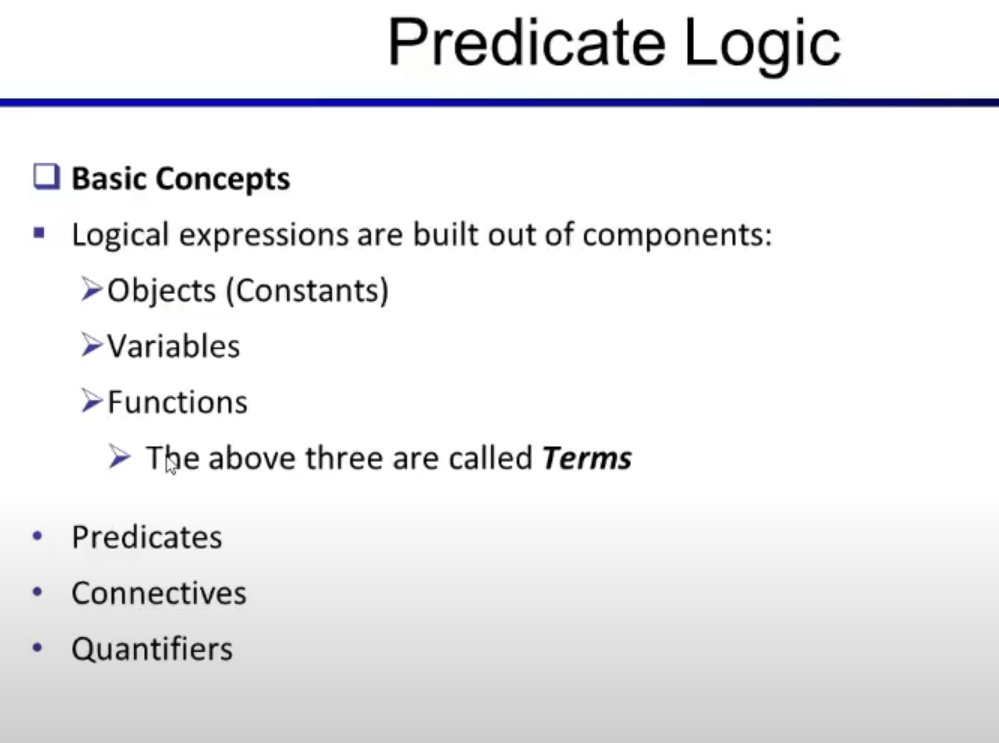 Predicate Logic
Basic Concepts
Logical expressions are built out of components:
Objects (Constants)
Variables
Functions
The above three are called Terms
Predicates
Connectives
Quantifiers